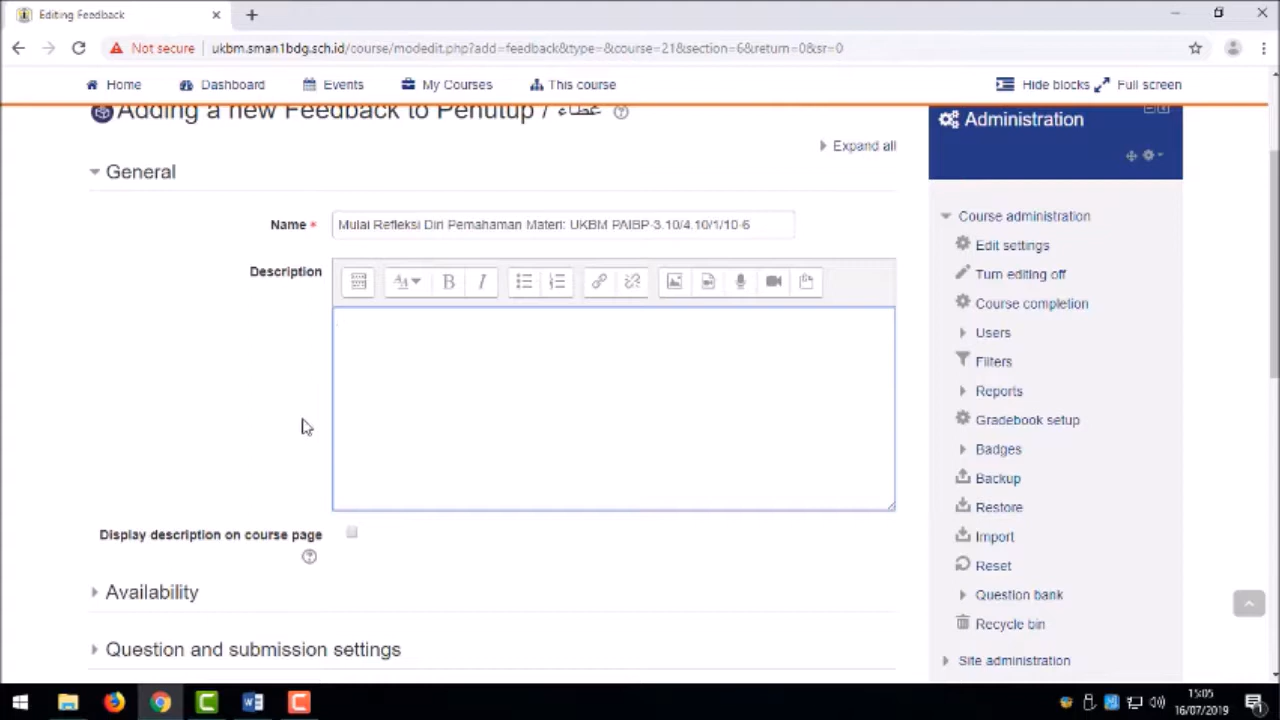 Editing Feedback
Not secure
ukbm.sman1bdg.sch.id/course/modedit.php?add=feedback&type=&course=21&section=6&return=0&sr=0
Home
Dashboard
Events
My Courses
This course
Hide blocks
Full screen
Adding a new Feedback to Penutup / غطاء
Expand all
General
Name *
Mulai Refleksi Diri Pemahaman Materi: UKBM PAIBP-3.10/4.10/1/10-6
Description
Display description on course page
Availability
Question and submission settings
Administration
Course administration
Edit settings
Turn editing off
Course completion
Users
Filters
Reports
Gradebook setup
Badges
Backup
Restore
Import
Reset
Question bank
Recycle bin
Site administration
15:05
16/07/2019